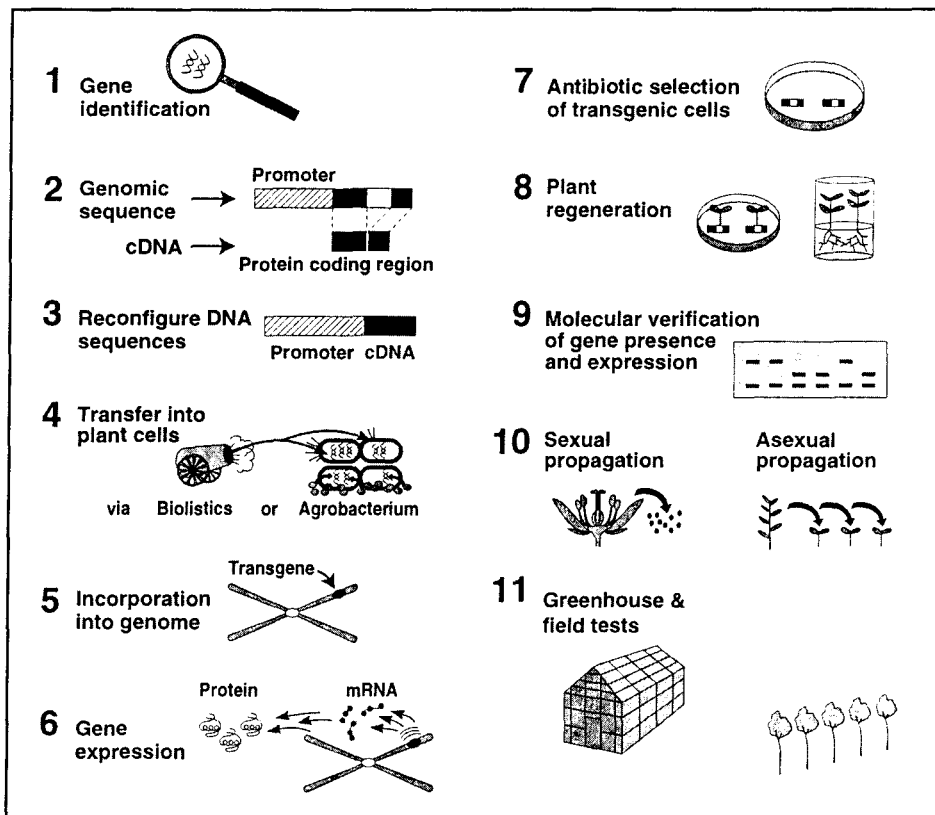 1 Gene
identification
2 Genomic
sequence
Promoter
cDNA
Protein coding region
3 Reconfigure DNA
sequences
Promoter cDNA
4 Transfer into
plant cells
via Biolistics or Agrobacterium
5 Incorporation
into genome
Transgene
6 Gene
expression
Protein mRNA
7 Antibiotic selection
of transgenic cells
8 Plant
regeneration
9 Molecular verification
of gene presence
and expression
10 Sexual
propagation
Asexual
propagation
11 Greenhouse &
field tests